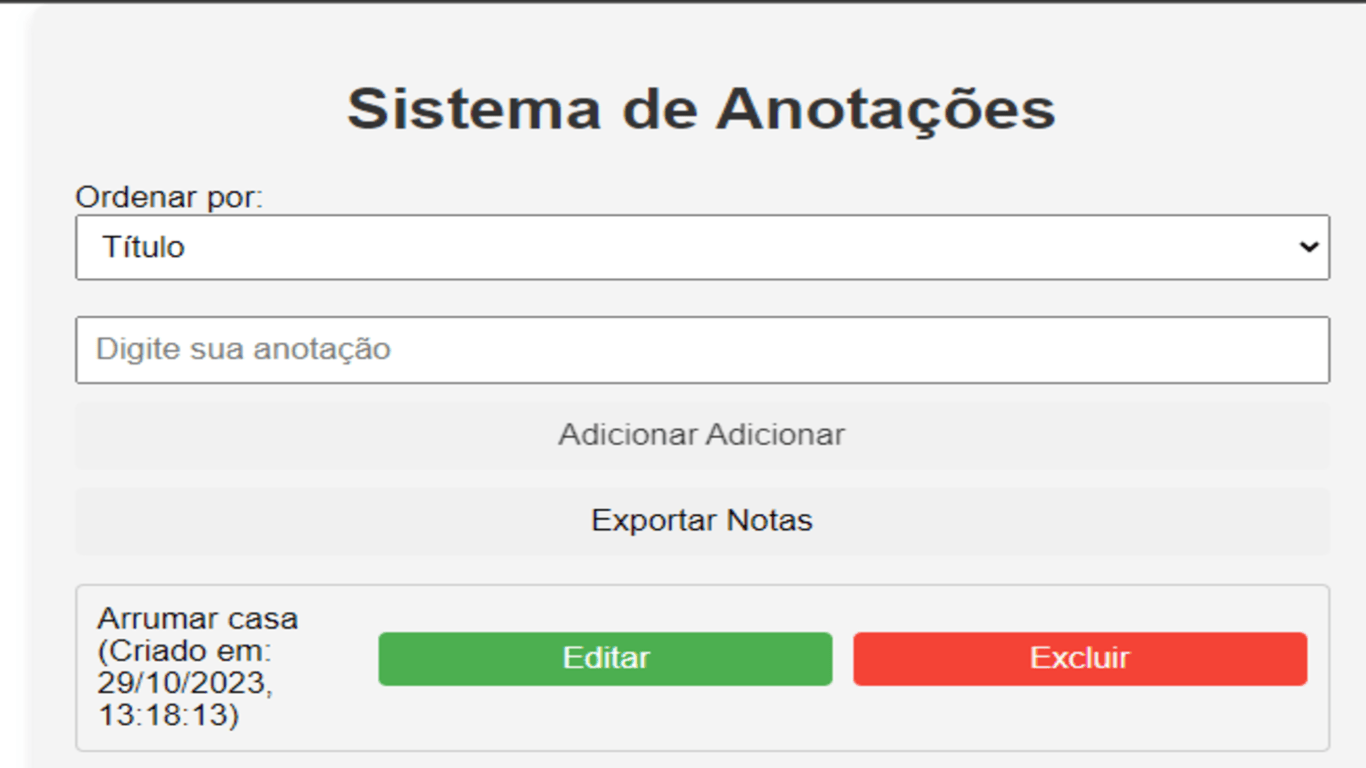 Sistema de Anotações
Ordenar por:
Título
Digite sua anotação
Adicionar Adicionar
Exportar Notas
Arrumar casa
(Criado em:
29/10/2023,
13:18:13)
Editar
Excluir